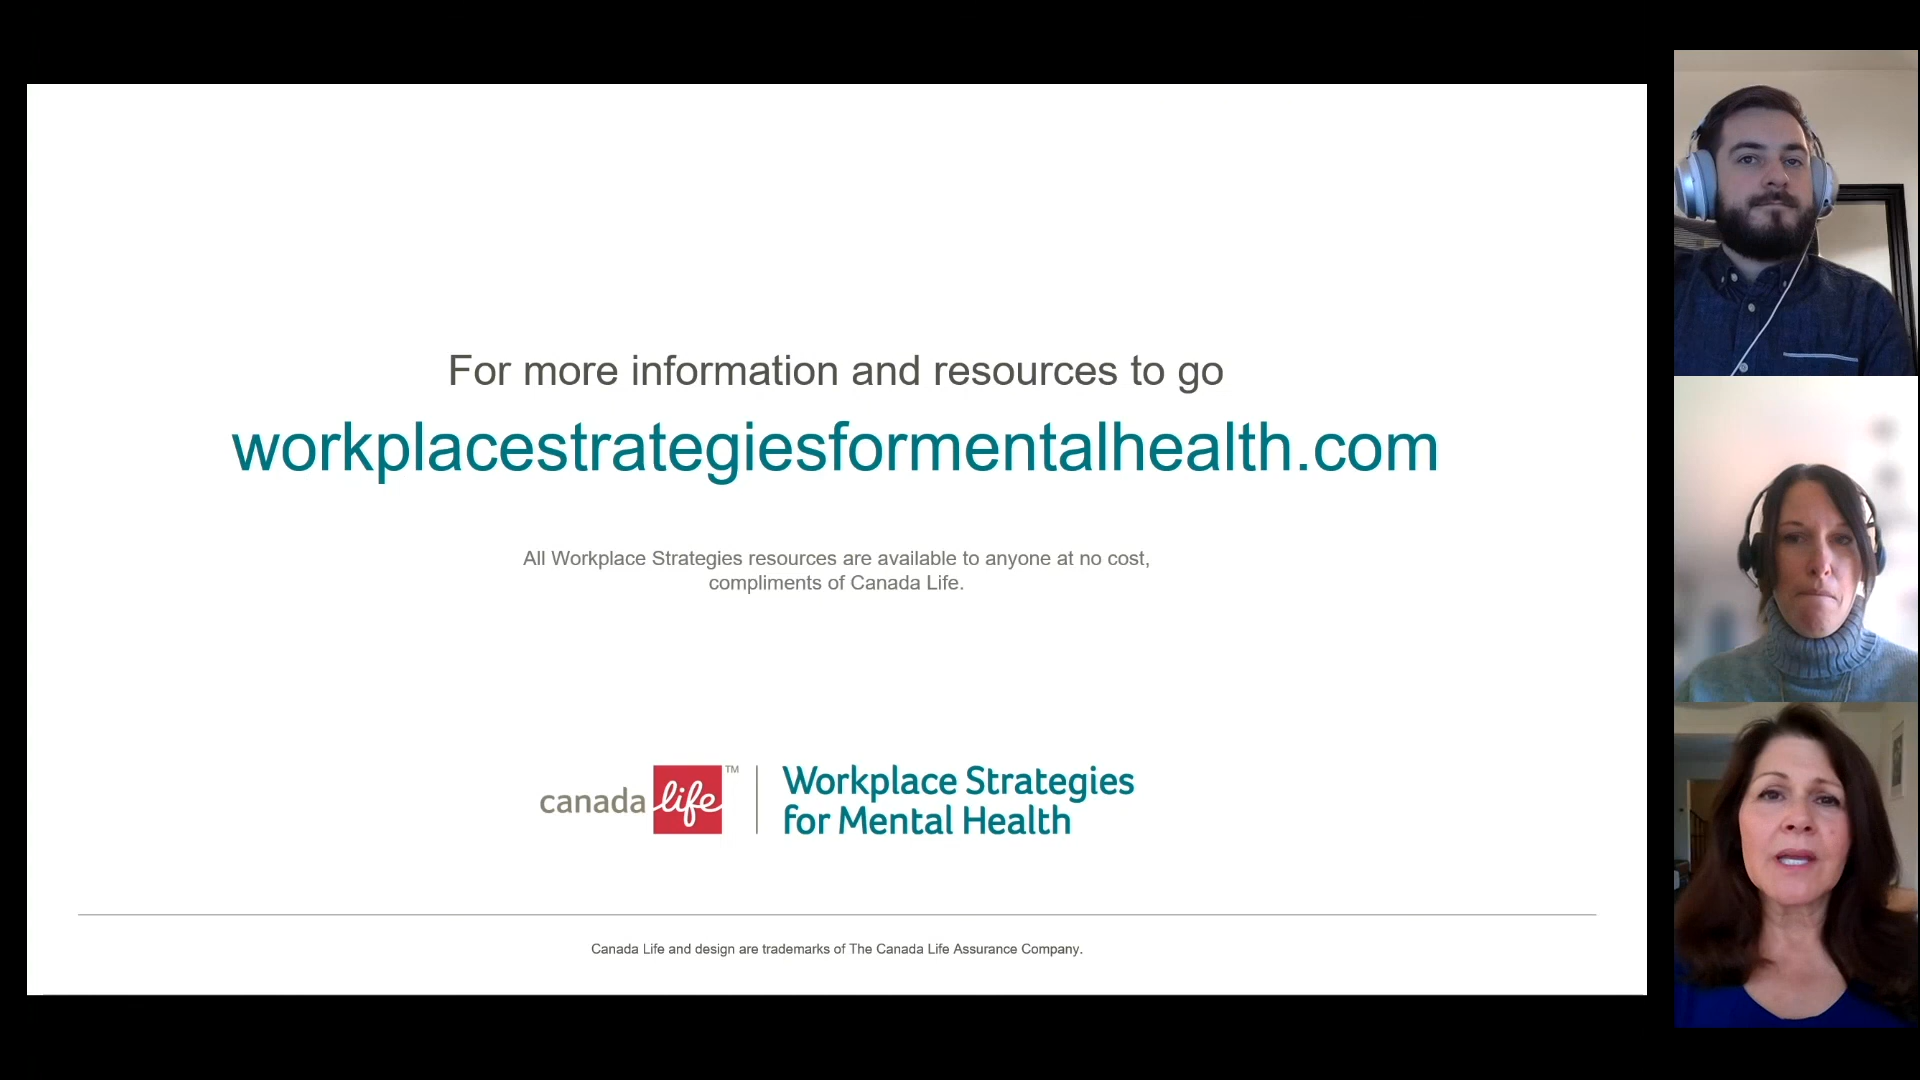 For more information and resources to go
workplacestrategiesformentalhealth.com
All Workplace Strategies resources are available to anyone at no cost,
compliments of Canada Life.
canada life™
Workplace Strategies
for Mental Health
Canada Life and design are trademarks of The Canada Life Assurance Company.